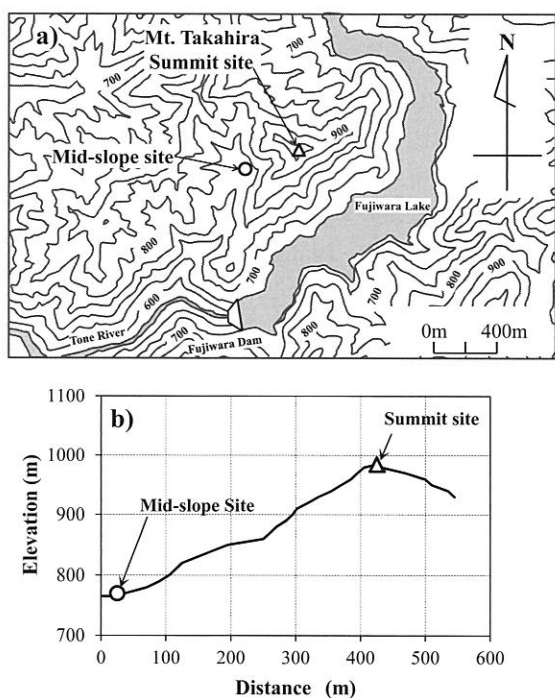 a)
Mt. Takahira
Summit site
Mid-slope site
N
700
700
700
900
Fujiwara Lake
800
700
600
700
800
900
700
800
Tone River
Fujiwara Dam
0m 400m
b)
Summit site
Mid-slope Site
Elevation (m)
1100
1000
900
800
700
0 100 200 300 400 500 600
Distance (m)